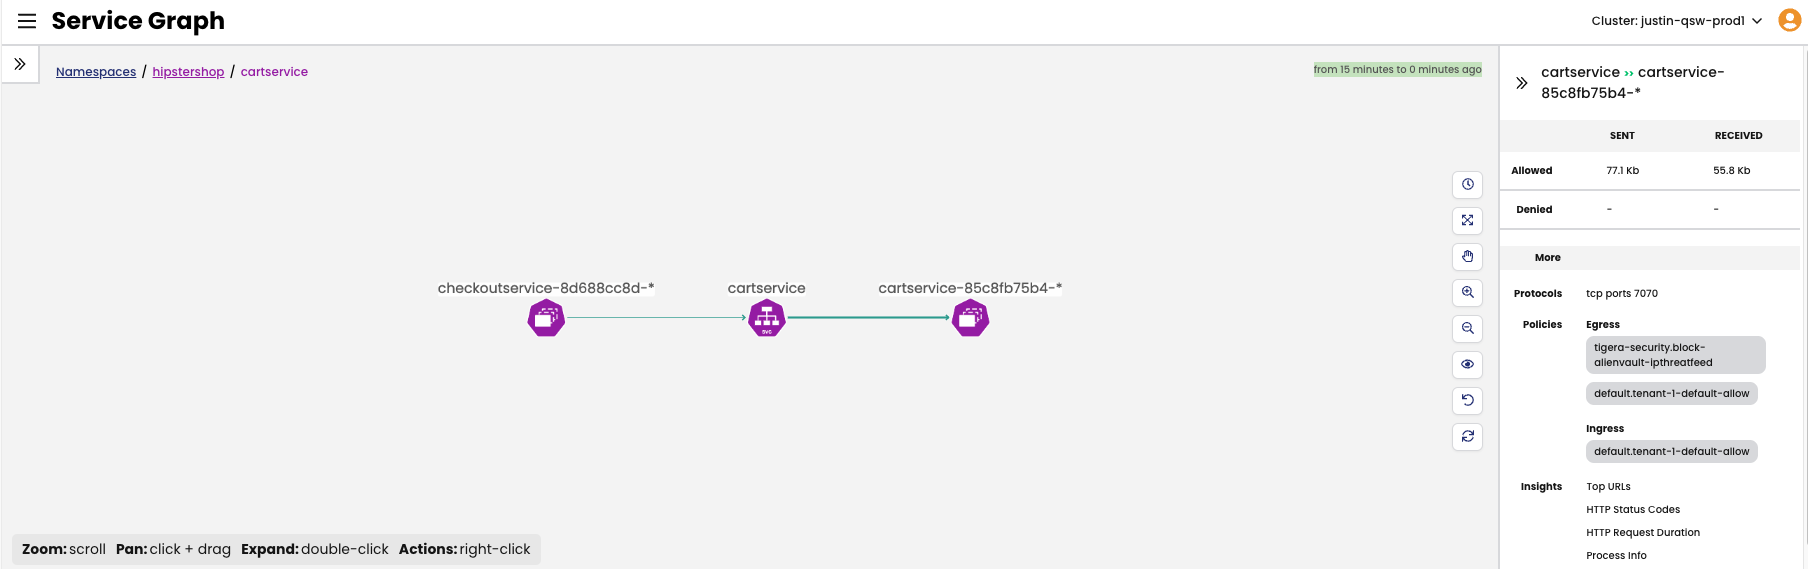 Service Graph
Cluster: justin-qsw-prod1
Namespaces / hipstershop / cartservice
from 15 minutes to 0 minutes ago
checkoutservice-8d688cc8d-*
cartservice
cartservice-85c8fb75b4-*
svc
Zoom: scroll Pan: click + drag Expand: double-click Actions: right-click
cartservice ›› cartservice-
85c8fb75b4-*
SENT RECEIVED
Allowed 77.1 Kb 55.8 Kb
Denied - -
More
Protocols tcp ports 7070
Policies Egress
tigera-security.block-
alienvault-ipthreatfeed
default.tenant-1-default-allow
Ingress
default.tenant-1-default-allow
Insights Top URLs
HTTP Status Codes
HTTP Request Duration
Process Info